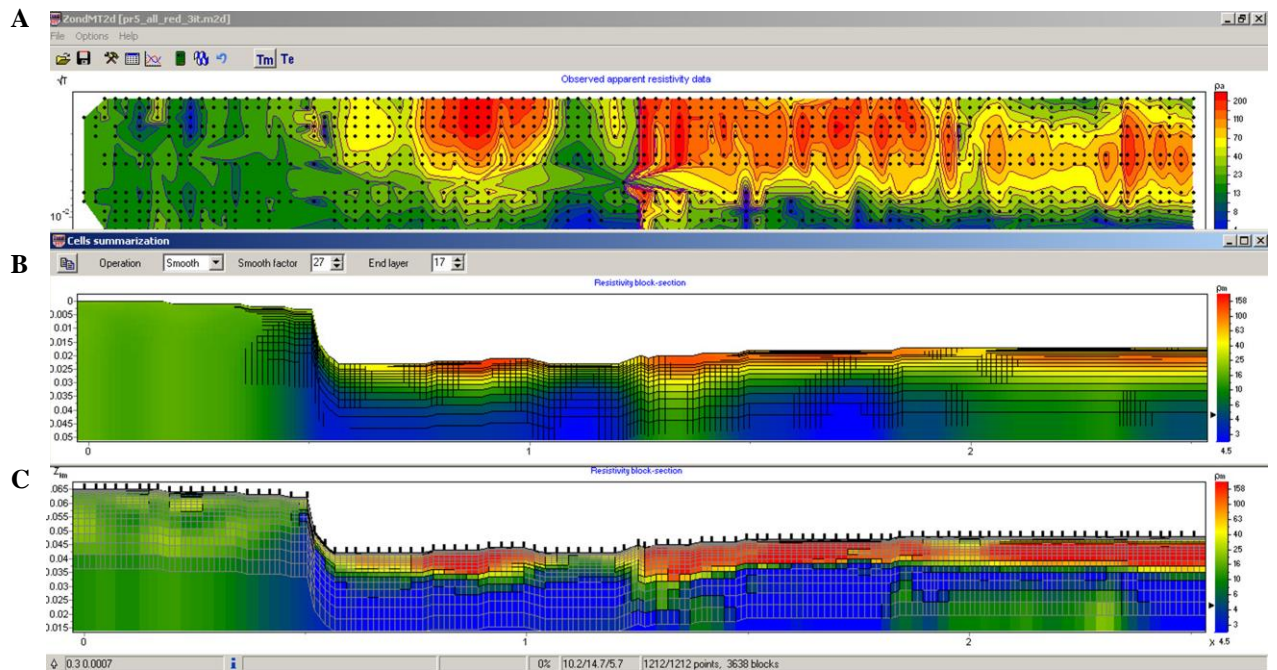 A
ZondMT2d [pr5_all_red_3it.m2d]
File Options Help
Tm Te
√T
Observed apparent resistivity data
ρa
200
110
70
40
20
13
8
4
10⁻²
B
Cells summarization
Operation Smooth Smooth factor 27 End layer 17
Resistivity block-section
ρm
0
0.005
0.01
0.015
0.02
0.025
0.03
0.035
0.04
0.045
0.05
158
100
63
40
25
16
10
6
4
3
0 1 2 4.5
C
Z,m
Resistivity block-section
ρm
0.065
0.06
0.055
0.05
0.045
0.04
0.035
0.03
0.025
0.02
0.015
158
100
63
40
25
16
10
6
4
3
0 1 2 X 4.5
0.3 0.0007 i 0% 10.2/14.7/5.7 1212/1212 points, 3638 blocks